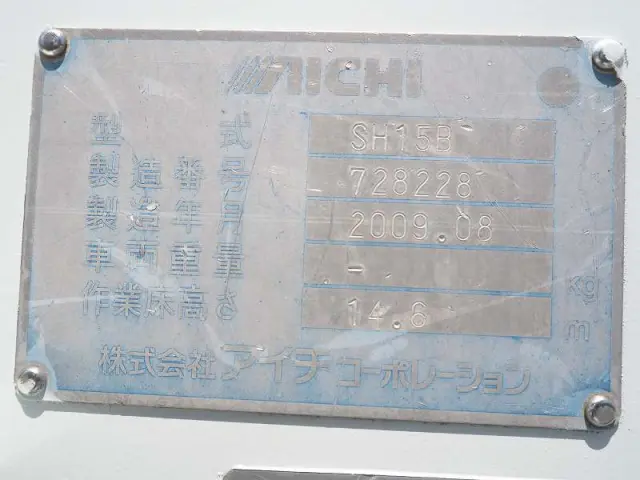 AICHI
型式 SH15B
製造番号 728228
製造年月 2009.08
車両重量 - kg
作業床高さ 14.6 m
株式会社アイチコーポレーション